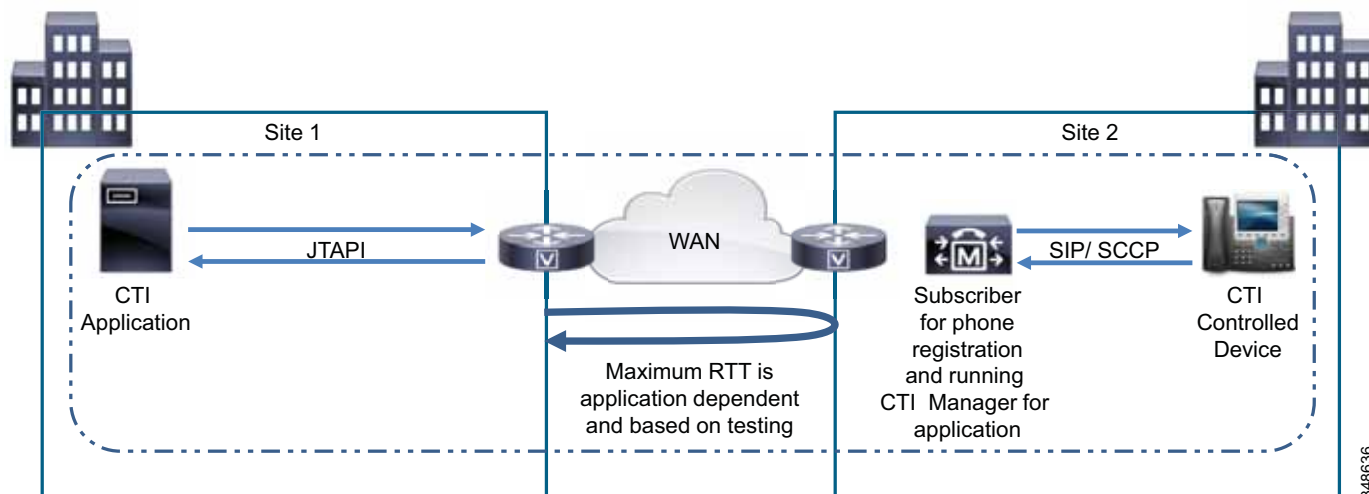 Site 1
Site 2
JTAPI
WAN
SIP/ SCCP
CTI
Application
Subscriber
for phone
registration
and running
CTI Manager for
application
CTI
Controlled
Device
Maximum RTT is
application dependent
and based on testing
V
V
M
348636